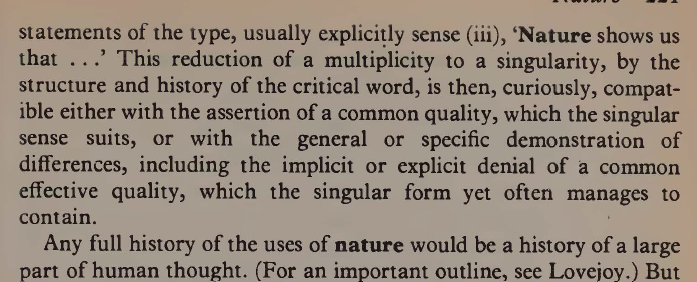 statements of the type, usually explicitly sense (iii), ‘Nature shows us
that ...’ This reduction of a multiplicity to a singularity, by the
structure and history of the critical word, is then, curiously, compat-
ible either with the assertion of a common quality, which the singular
sense suits, or with the general or specific demonstration of
differences, including the implicit or explicit denial of a common
effective quality, which the singular form yet often manages to
contain.
Any full history of the uses of nature would be a history of a large
part of human thought. (For an important outline, see Lovejoy.) But